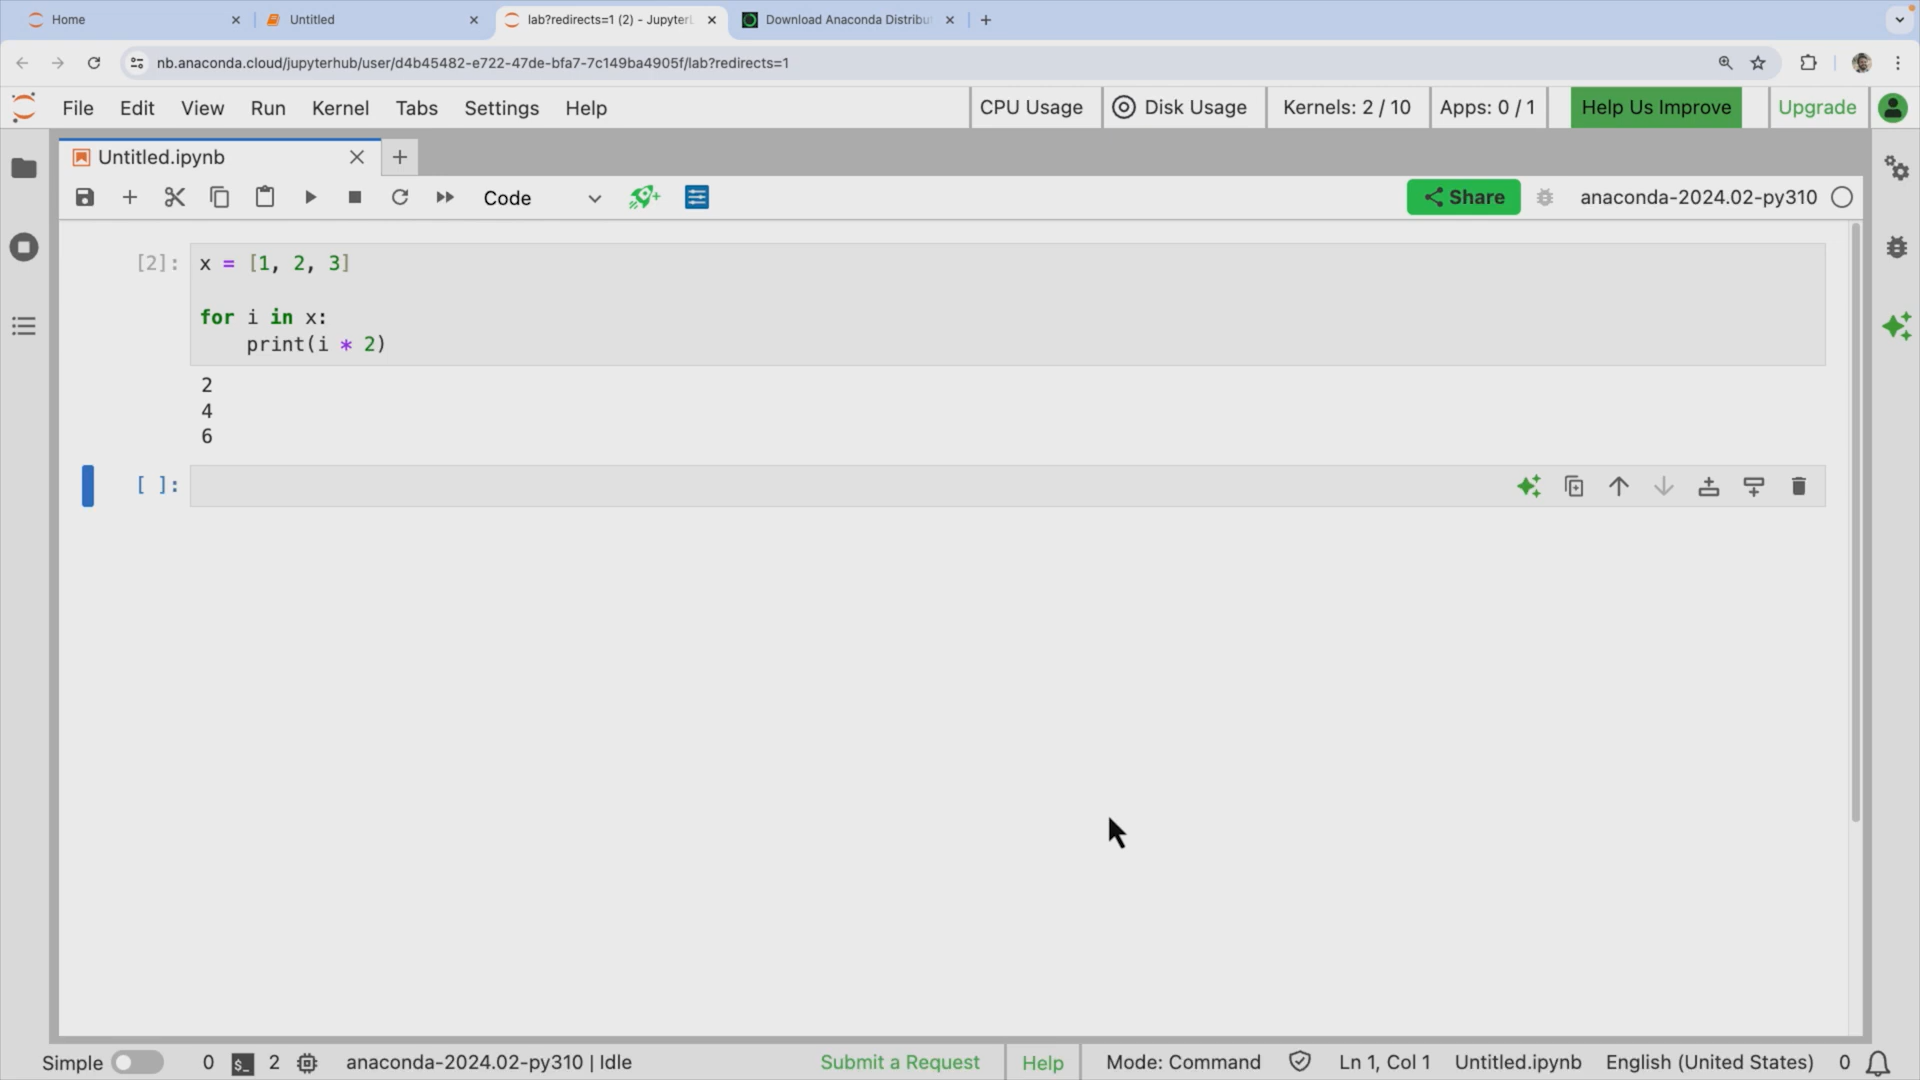 Home
Untitled
lab?redirects=1 (2) - JupyterL
Download Anaconda Distribu
nb.anaconda.cloud/jupyterhub/user/d4b45482-e722-47de-bfa7-7c149ba4905f/lab?redirects=1
File Edit View Run Kernel Tabs Settings Help CPU Usage Disk Usage Kernels: 2 / 10 Apps: 0 / 1 Help Us Improve Upgrade
Untitled.ipynb
Code Share anaconda-2024.02-py310
[2]: x = [1, 2, 3]
for i in x:
    print(i * 2)
2
4
6
[ ]:
Simple 0 $_ 2 anaconda-2024.02-py310 | Idle Submit a Request Help Mode: Command Ln 1, Col 1 Untitled.ipynb English (United States) 0